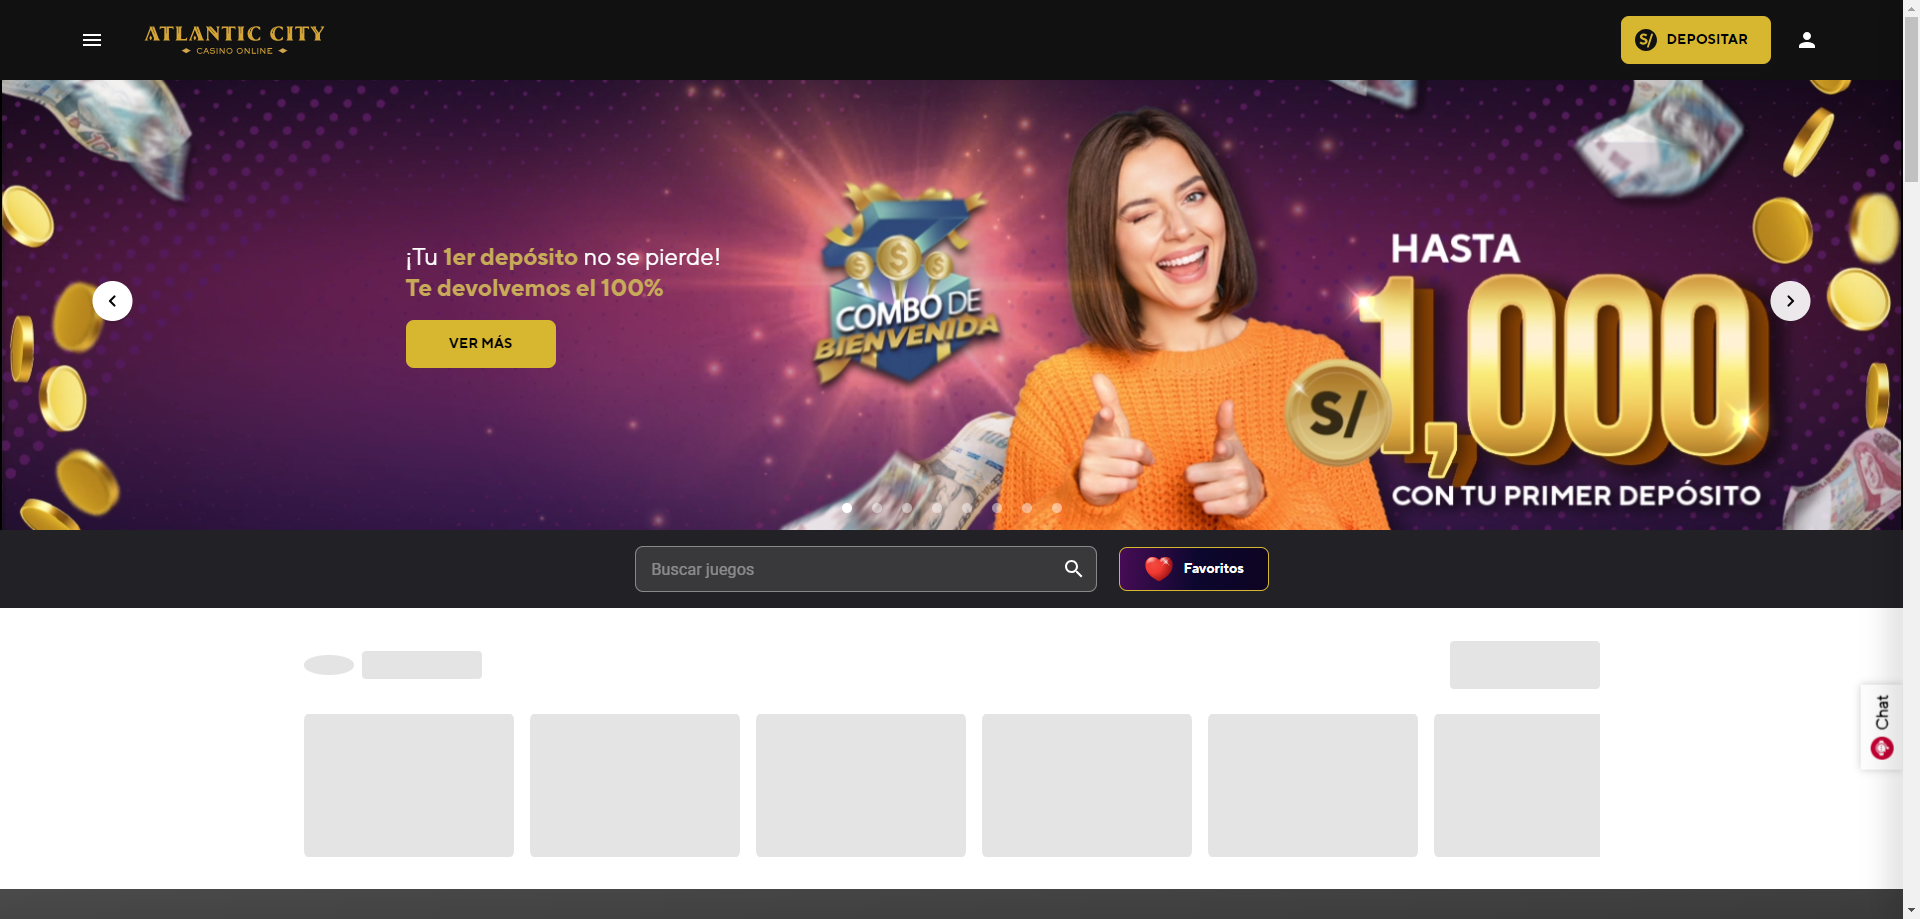 ATLANTIC CITY
CASINO ONLINE
S/ DEPOSITAR
¡Tu 1er depósito no se pierde!
Te devolvemos el 100%
VER MÁS
COMBO DE
BIENVENIDA
HASTA
S/ 1,000
CON TU PRIMER DEPÓSITO
Buscar juegos
Favoritos
Chat